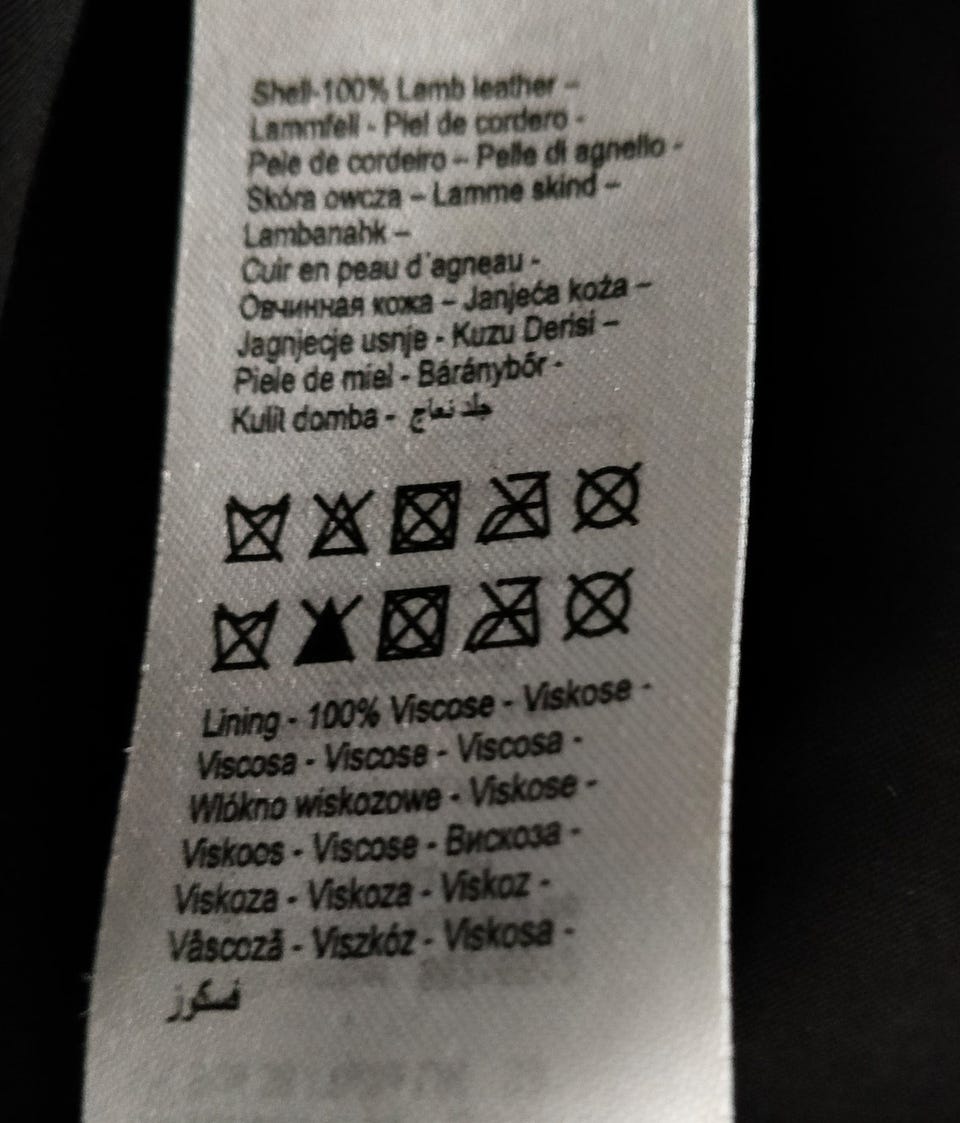 Shell-100% Lamb leather –
Lammfell - Piel de cordero -
Pele de cordeiro – Pelle di agnello -
Skóra owcza – Lamme skind –
Lambanahk –
Cuir en peau d'agneau -
Овчинная кожа – Janjeća koža –
Jagnjecje usnje - Kuzu Derisi –
Piele de miel - Báránybőr -
Kulit domba - جلد نعاج
Lining - 100% Viscose - Viskose -
Viscosa - Viscose - Viscosa -
Wlókno wiskozowe - Viskose -
Viskoos - Viscose - Вискоза -
Viskoza - Viskoza - Viskoz -
Vâscoză - Viszkóz - Viskosa -
فسكوز